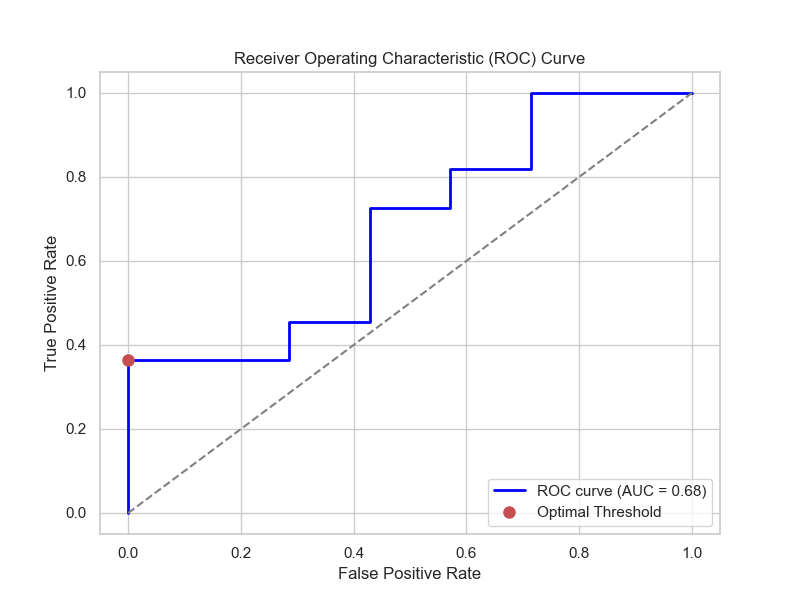 Receiver Operating Characteristic (ROC) Curve
True Positive Rate
1.0
0.8
0.6
0.4
0.2
0.0
ROC curve (AUC = 0.68)
Optimal Threshold
0.0 0.2 0.4 0.6 0.8 1.0
False Positive Rate